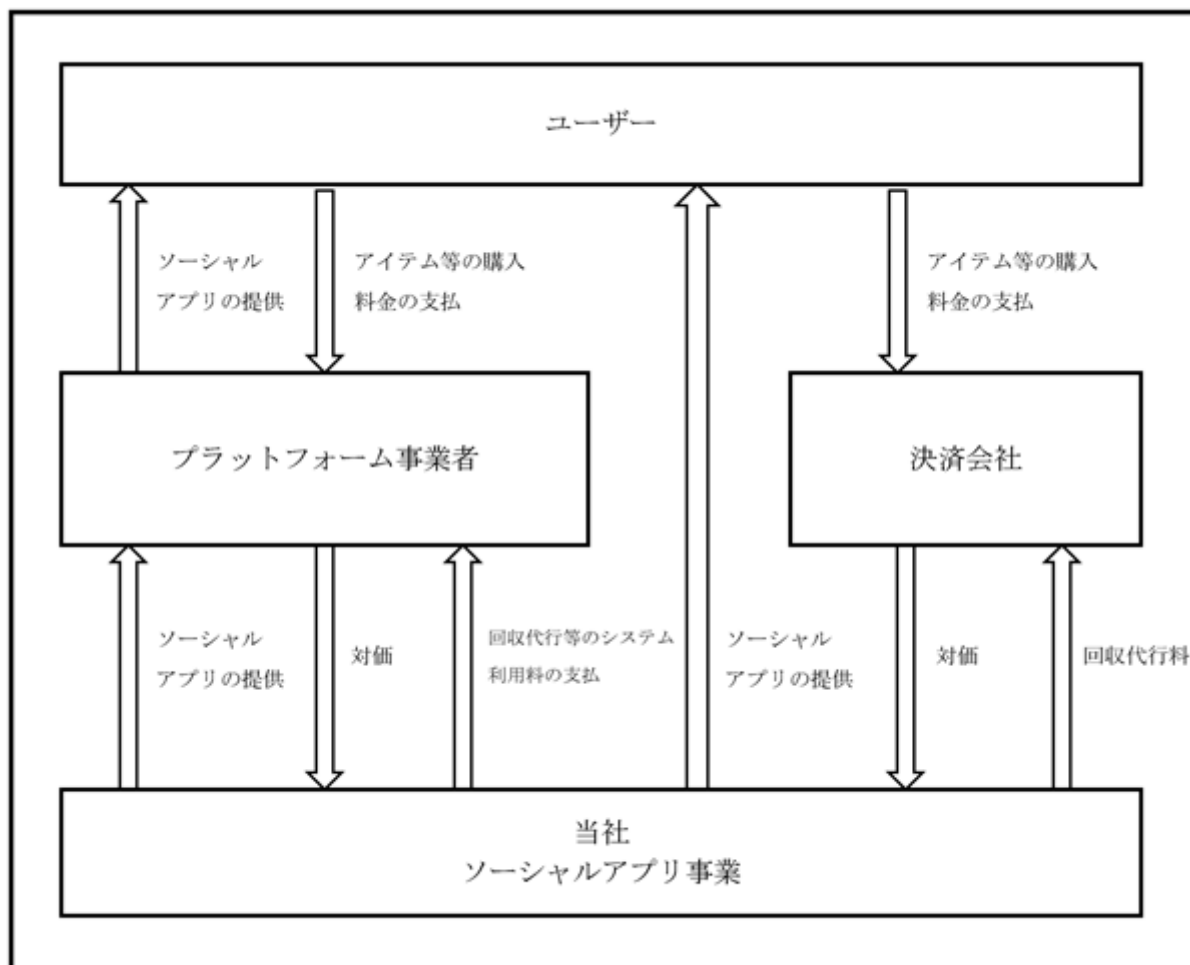 ユーザー
ソーシャル
アプリの提供
アイテム等の購入
料金の支払
アイテム等の購入
料金の支払
プラットフォーム事業者
決済会社
ソーシャル
アプリの提供
対価
回収代行等のシステム
利用料の支払
ソーシャル
アプリの提供
対価
回収代行料
当社
ソーシャルアプリ事業